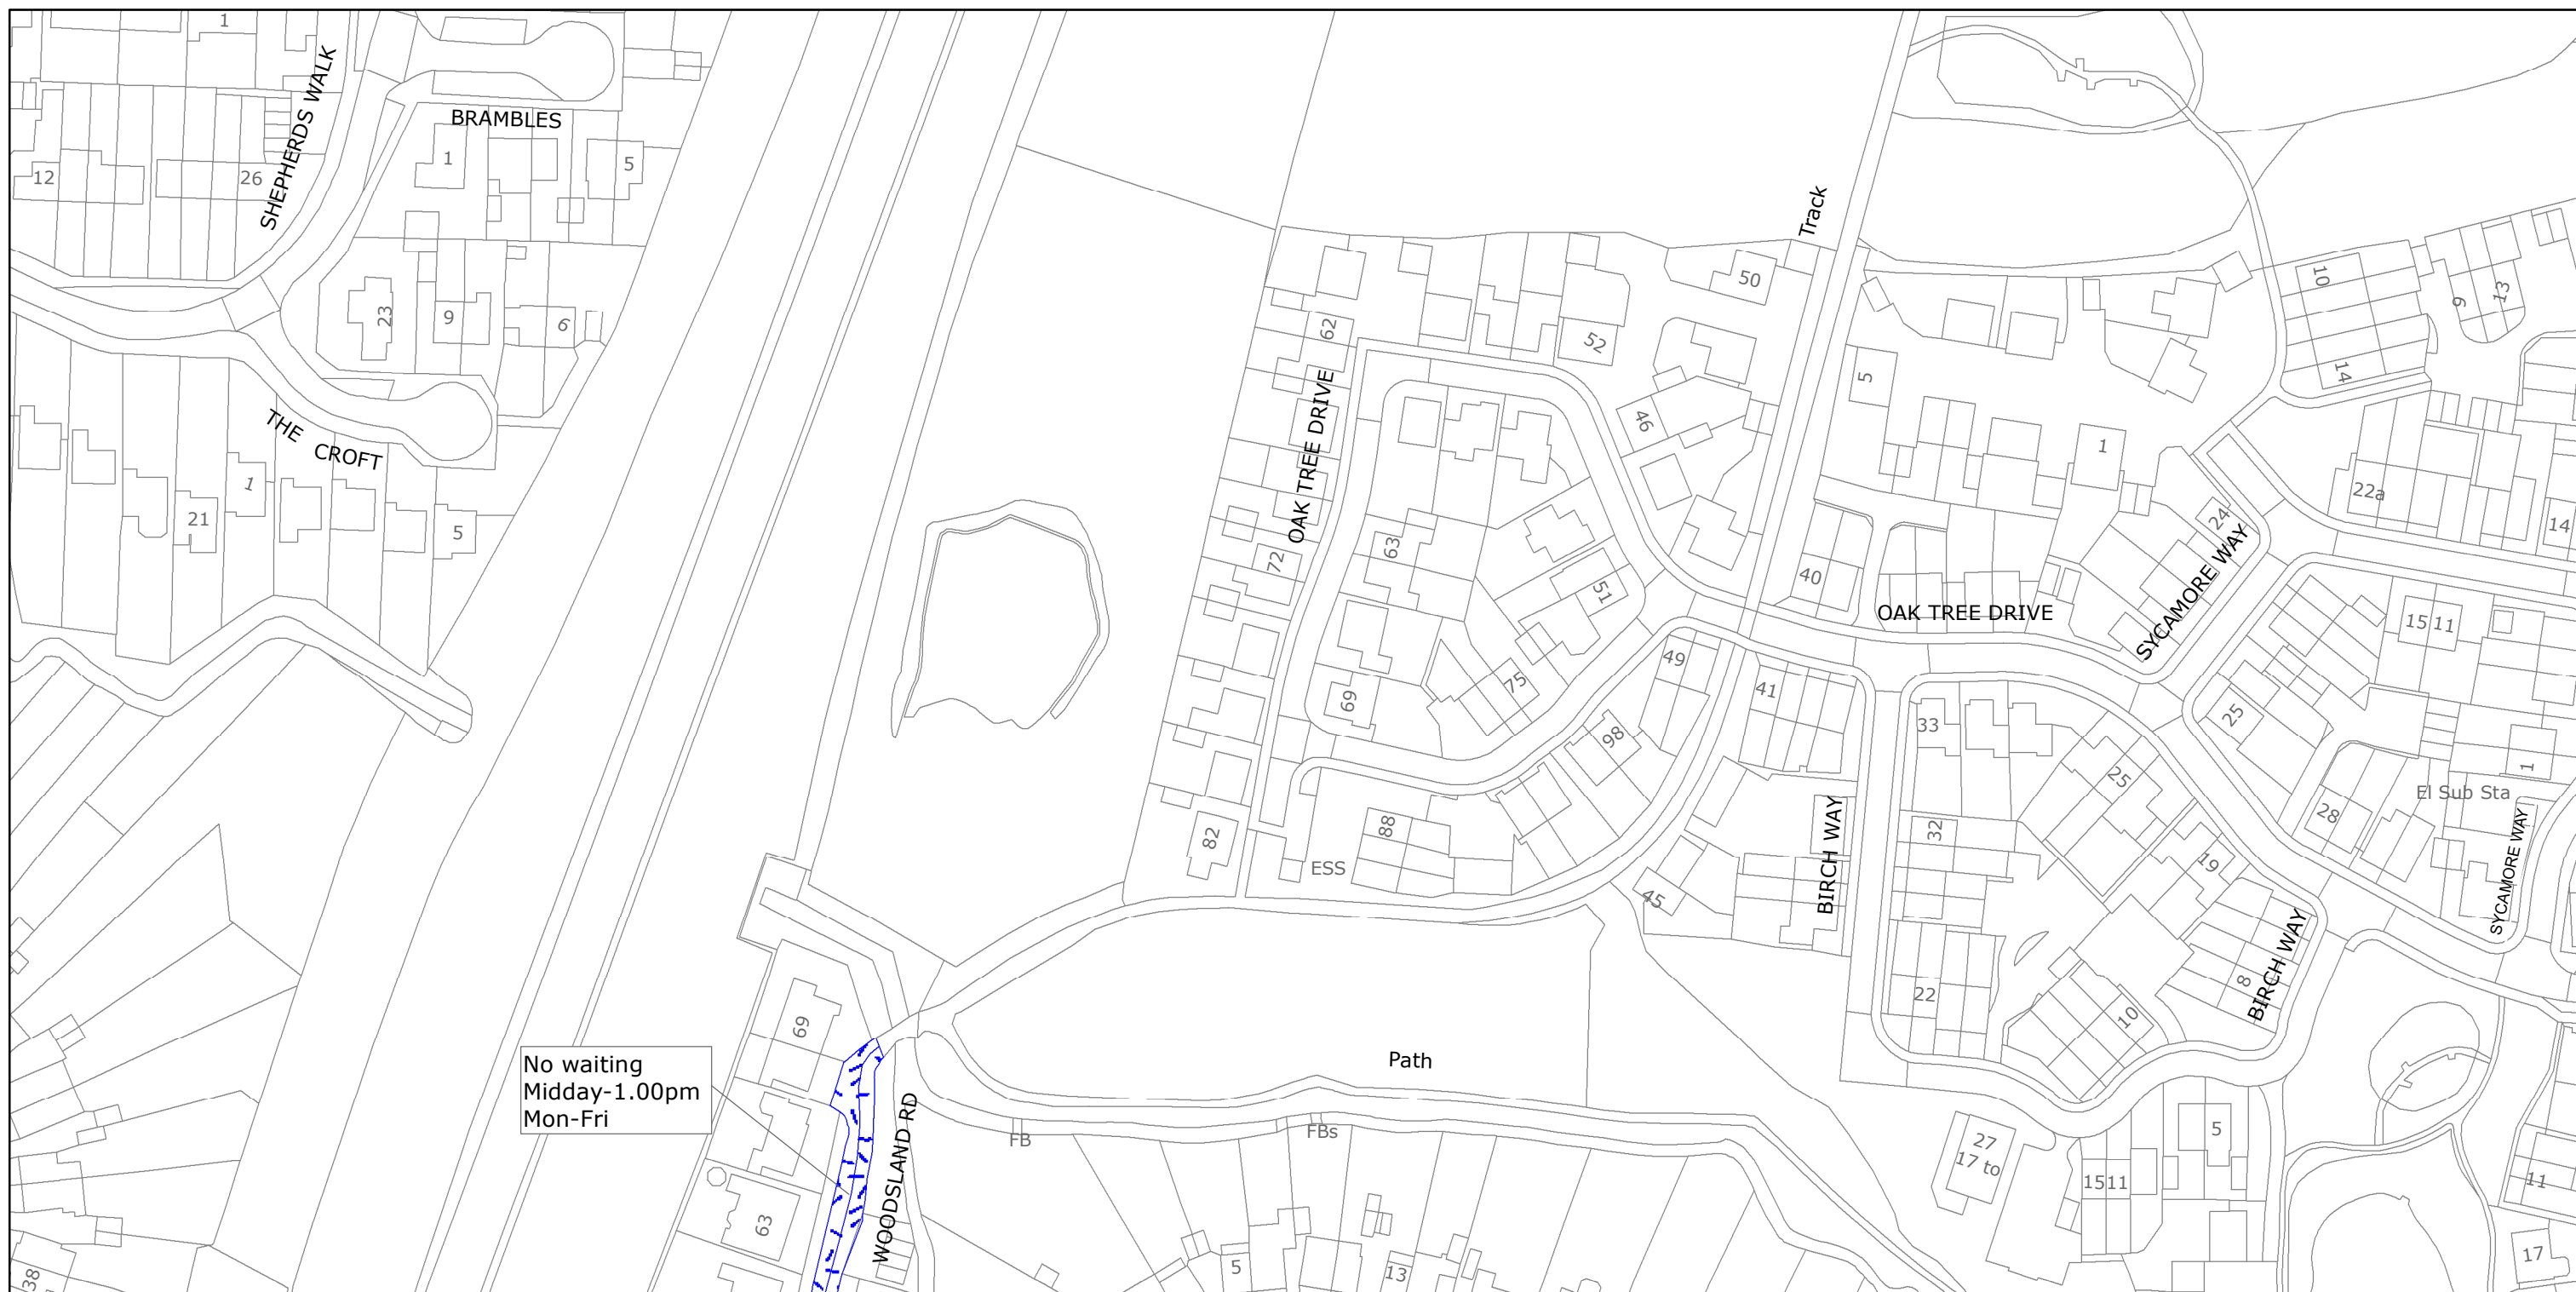 1
SHEPHERDS WALK
BRAMBLES
1
5
12
26
Track
50
10
9
13
23
9
6
62
52
14
5
46
1
OAK TREE DRIVE
THE CROFT
1
21
5
22a
24
14
63
72
51
40
OAK TREE DRIVE
SYCAMORE WAY
15 11
49
41
75
69
33
25
98
25
1
El Sub Sta
28
BIRCH WAY
82
88
32
ESS
19
SYCAMORE WAY
45
8
BIRCH WAY
22
10
69
No waiting
Midday-1.00pm
Mon-Fri
Path
WOODSLAND RD
FB
FBs
27
17 to
5
15 11
11
63
38
5
13
17